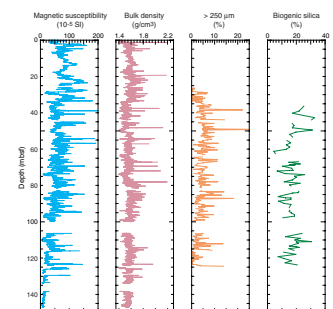 Magnetic susceptibility
(10-5 SI)
0 100 200
Bulk density
(g/cm3)
1.4 1.8 2.2
> 250 µm
(%)
0 10 20
Biogenic silica
(%)
0 20 40
Depth (mbsf)
0
20
40
60
80
100
120
140